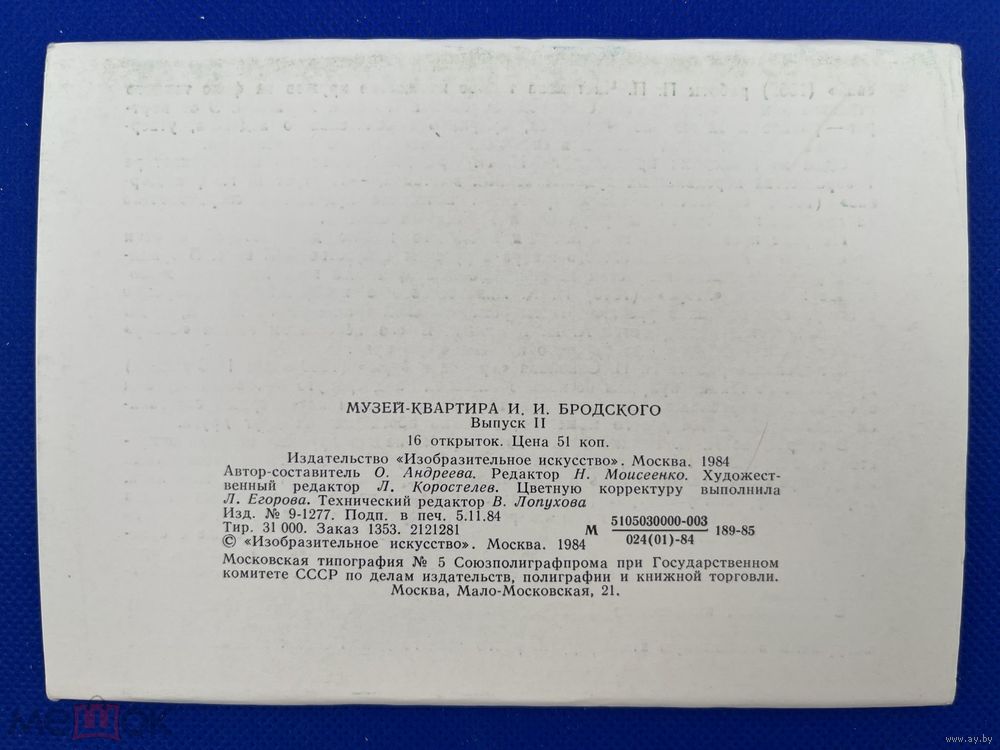 МУЗЕЙ-КВАРТИРА И. И. БРОДСКОГО
Выпуск II
16 открыток. Цена 51 коп.
Издательство «Изобразительное искусство». Москва. 1984
Автор-составитель О. Андреева. Редактор Н. Моисеенко. Художест-
венный редактор Л. Коростелев. Цветную корректуру выполнила
Л. Егорова. Технический редактор В. Лопухова
Изд. № 9-1277. Подп. в печ. 5.11.84
Тир. 31 000. Заказ 1353. 2121281
© «Изобразительное искусство». Москва. 1984
М 5105030000-003 189-85
024(01)-84
Московская типография № 5 Союзполиграфпрома при Государственном
комитете СССР по делам издательств, полиграфии и книжной торговли.
Москва, Мало-Московская, 21.
мешок
www.ay.by